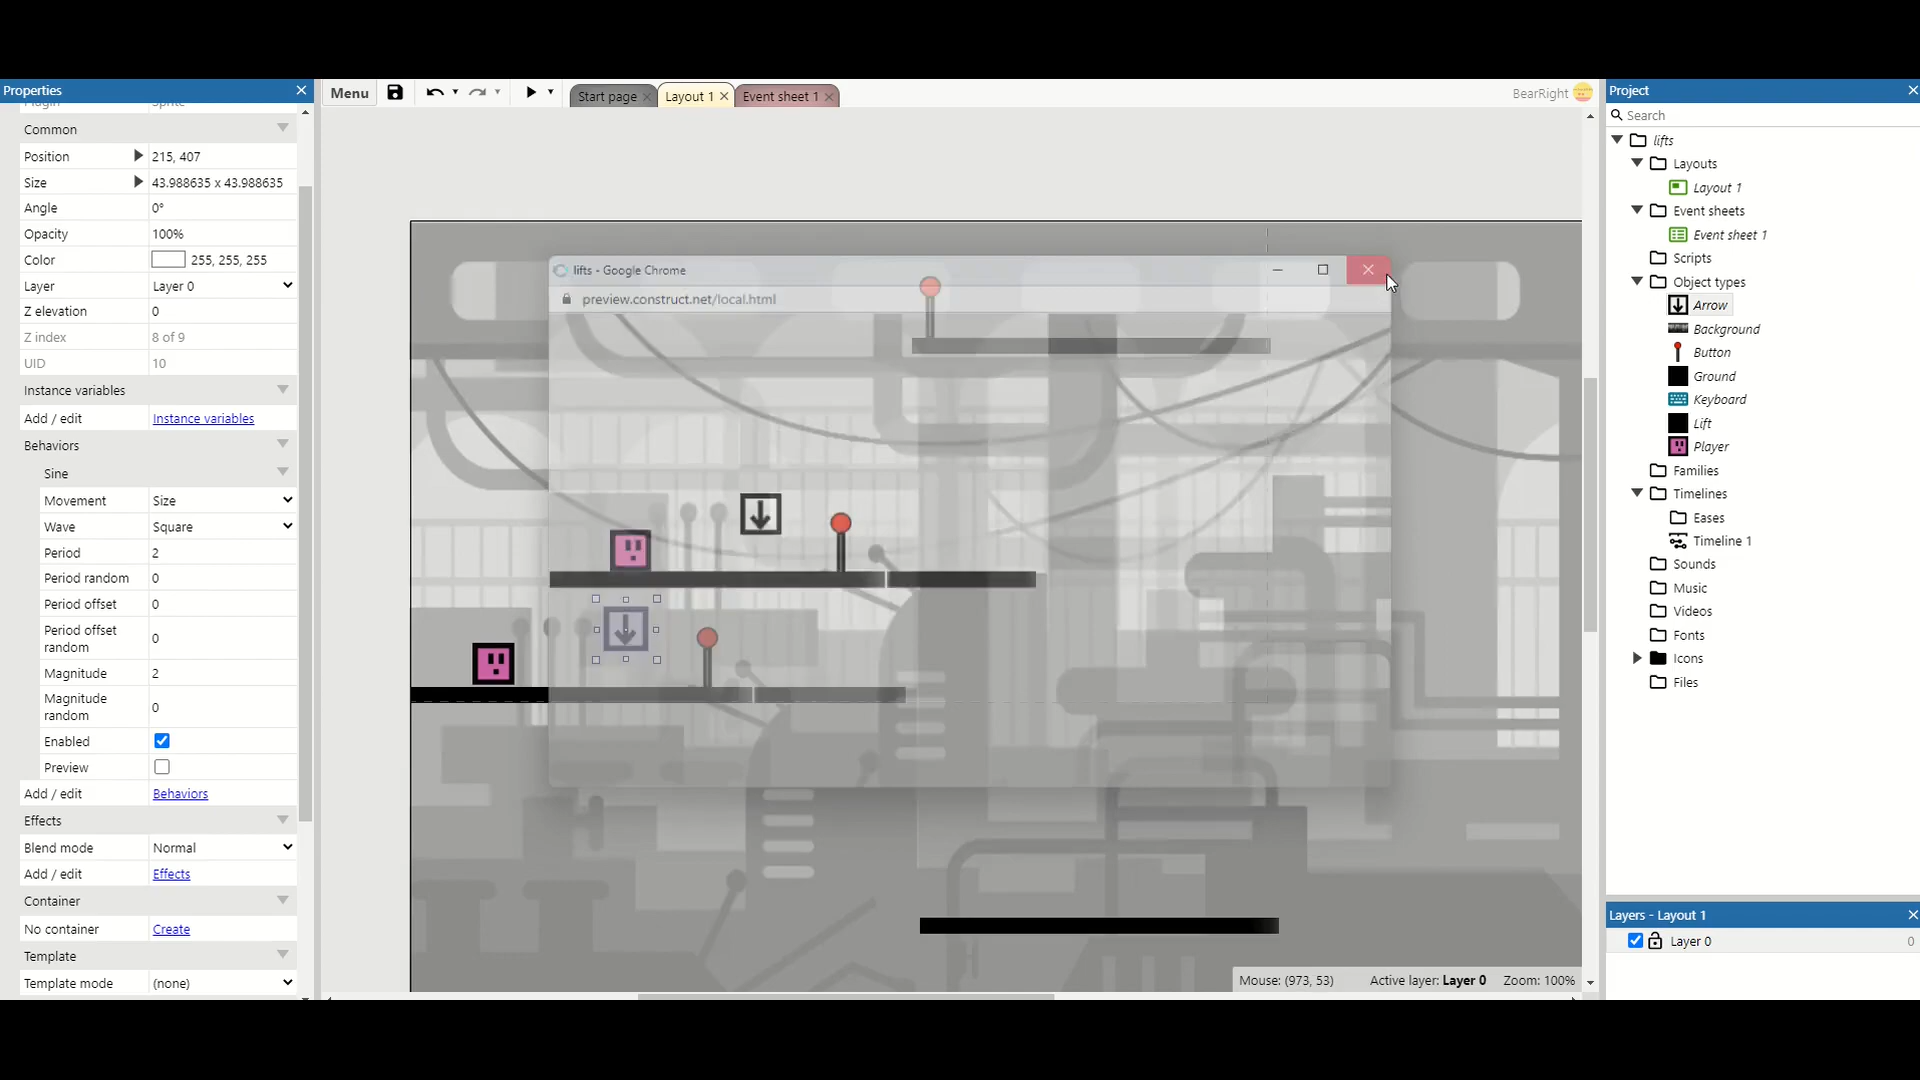 Properties
Plugin Sprite
Common
Position 215, 407
Size 43.988635 x 43.988635
Angle 0°
Opacity 100%
Color 255, 255, 255
Layer Layer 0
Z elevation 0
Z index 8 of 9
UID 10
Instance variables
Add / edit Instance variables
Behaviors
Sine
Movement Size
Wave Square
Period 2
Period random 0
Period offset 0
Period offset
random 0
Magnitude 2
Magnitude
random 0
Enabled
Preview
Add / edit Behaviors
Effects
Blend mode Normal
Add / edit Effects
Container
No container Create
Template
Template mode (none)
Menu
Start page
Layout 1
Event sheet 1
BearRight
lifts - Google Chrome
preview.construct.net/local.html
Mouse: (973, 53) Active layer: Layer 0 Zoom: 100%
Project
Search
lifts
Layouts
Layout 1
Event sheets
Event sheet 1
Scripts
Object types
Arrow
Background
Button
Ground
Keyboard
Lift
Player
Families
Timelines
Eases
Timeline 1
Sounds
Music
Videos
Fonts
Icons
Files
Layers - Layout 1
Layer 0 0